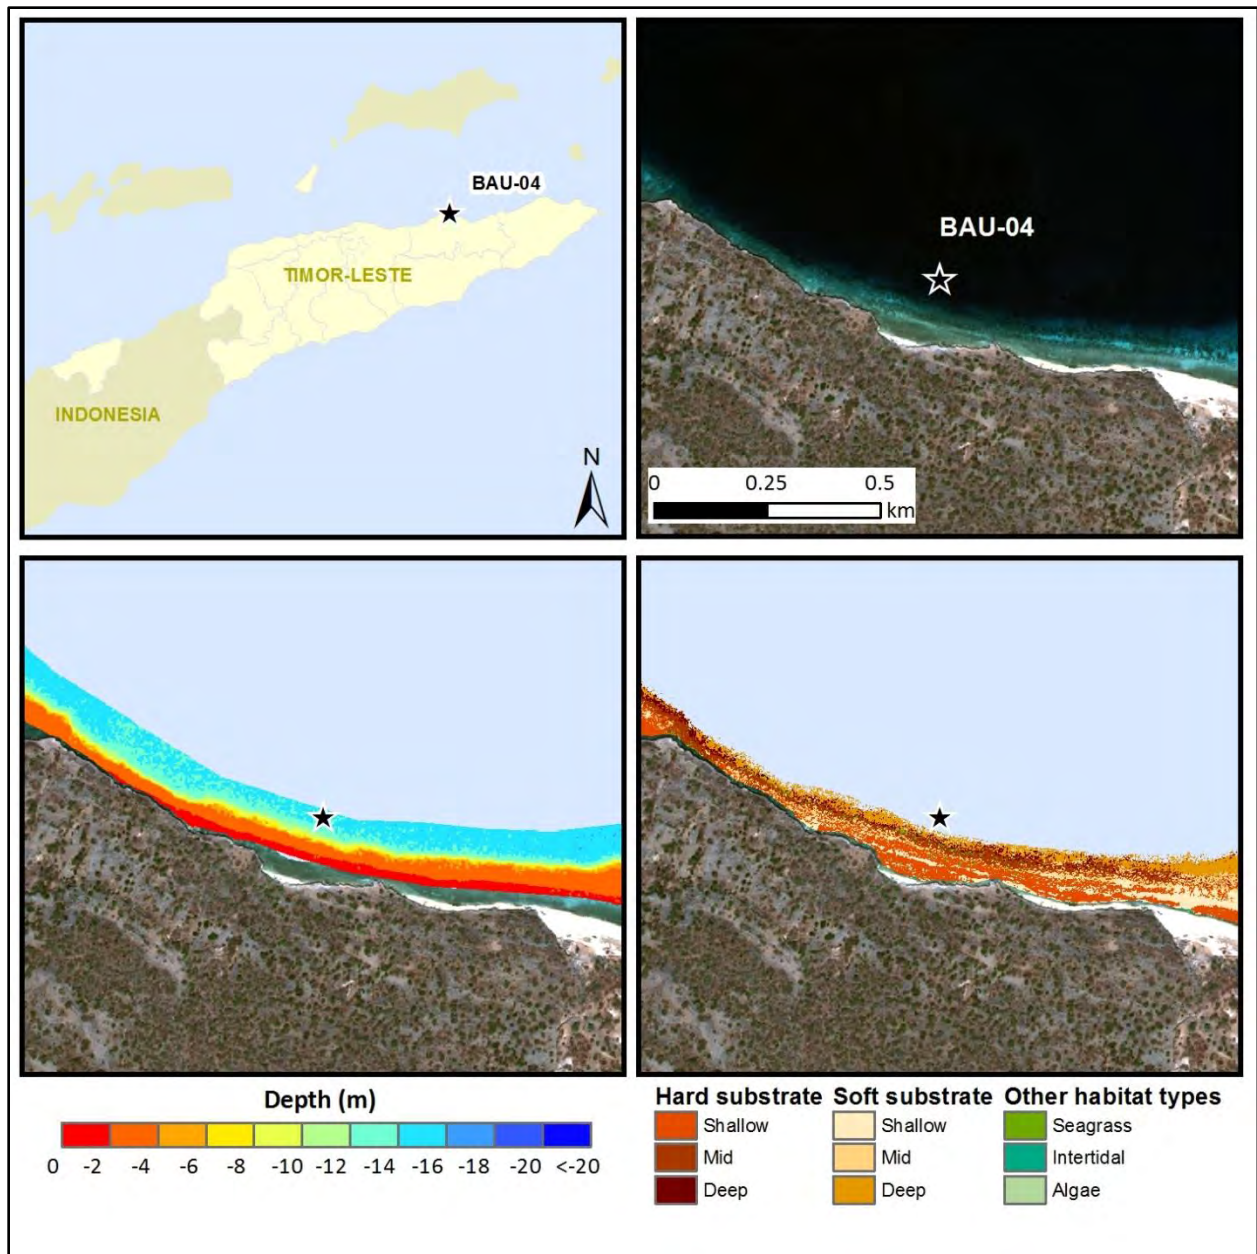 BAU-04
TIMOR-LESTE
INDONESIA
N
BAU-04
0 0.25 0.5
km
Depth (m)
0 -2 -4 -6 -8 -10 -12 -14 -16 -18 -20 <-20
Hard substrate Soft substrate Other habitat types
Shallow Shallow Seagrass
Mid Mid Intertidal
Deep Deep Algae